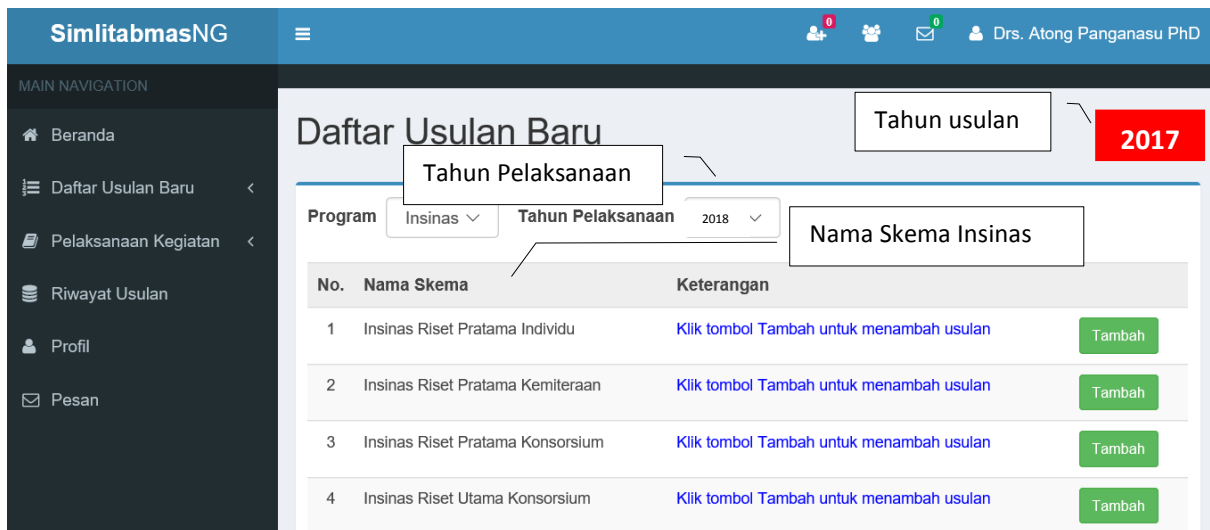 SimlitabmasNG
0
0
Drs. Atong Panganasu PhD
MAIN NAVIGATION
Beranda
Daftar Usulan Baru
Pelaksanaan Kegiatan
Riwayat Usulan
Profil
Pesan
Daftar Usulan Baru
Tahun usulan
2017
Tahun Pelaksanaan
Program Insinas Tahun Pelaksanaan 2018
Nama Skema Insinas
No. Nama Skema Keterangan
1 Insinas Riset Pratama Individu Klik tombol Tambah untuk menambah usulan Tambah
2 Insinas Riset Pratama Kemiteraan Klik tombol Tambah untuk menambah usulan Tambah
3 Insinas Riset Pratama Konsorsium Klik tombol Tambah untuk menambah usulan Tambah
4 Insinas Riset Utama Konsorsium Klik tombol Tambah untuk menambah usulan Tambah